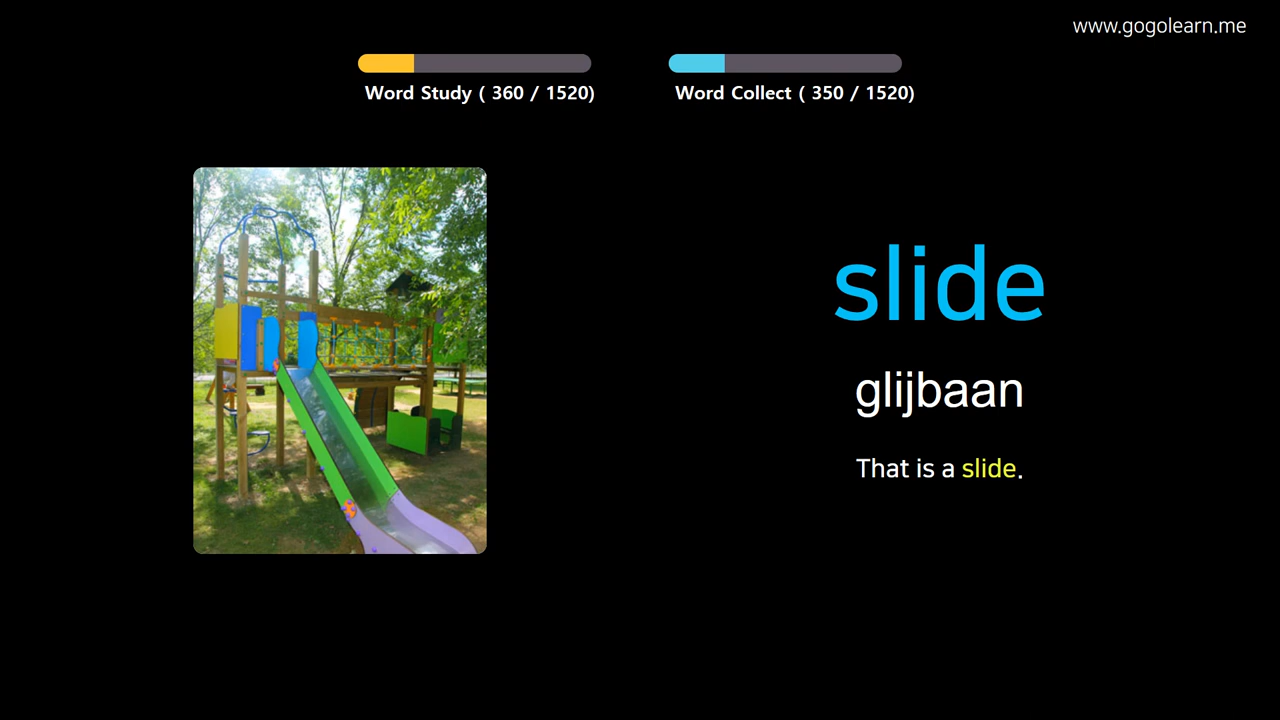 www.gogolearn.me
Word Study ( 360 / 1520)
Word Collect ( 350 / 1520)
slide
glijbaan
That is a slide.